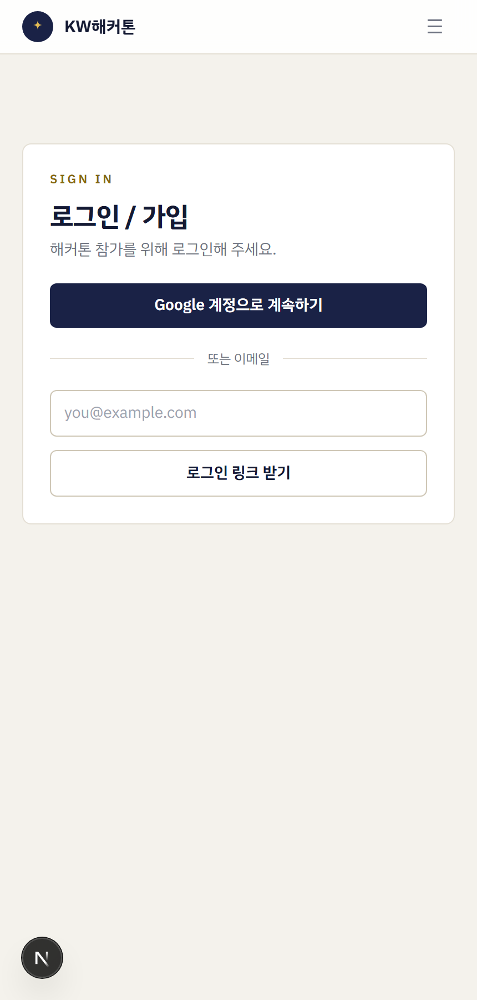 KW해커톤
SIGN IN
로그인 / 가입
해커톤 참가를 위해 로그인해 주세요.
Google 계정으로 계속하기
또는 이메일
you@example.com
로그인 링크 받기
N